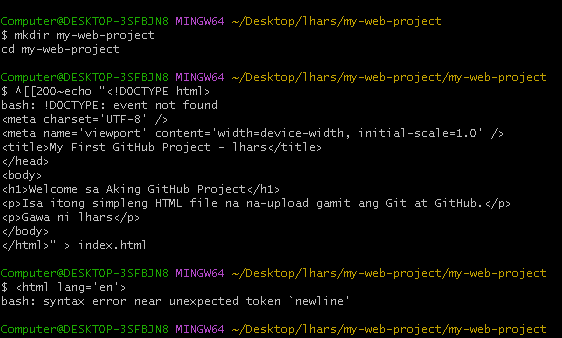 Computer@DESKTOP-3SFBJN8 MINGW64 ~/Desktop/lhars/my-web-project
$ mkdir my-web-project
cd my-web-project
Computer@DESKTOP-3SFBJN8 MINGW64 ~/Desktop/lhars/my-web-project/my-web-project
$ ^[[200~echo "<!DOCTYPE html>
bash: !DOCTYPE: event not found
<meta charset='UTF-8' />
<meta name='viewport' content='width=device-width, initial-scale=1.0' />
<title>My First GitHub Project - lhars</title>
</head>
<body>
<h1>Welcome sa Aking GitHub Project</h1>
<p>Isa itong simpleng HTML file na na-upload gamit ang Git at GitHub.</p>
<p>Gawa ni lhars</p>
</body>
</html>" > index.html
Computer@DESKTOP-3SFBJN8 MINGW64 ~/Desktop/lhars/my-web-project/my-web-project
$ <html lang='en'>
bash: syntax error near unexpected token `newline'
Computer@DESKTOP-3SFBJN8 MINGW64 ~/Desktop/lhars/my-web-project/my-web-project